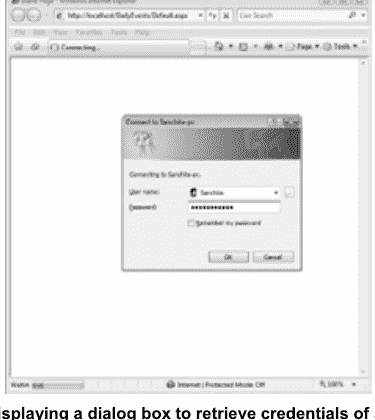 http://localhost/DailyEvents/Default.aspx
Live Search
File Edit View Favorites Tools Help
Connecting...
Page Tools
Connect to Sanchita-pc
Connecting to Sanchita-pc.
User name: Sanchita
Password:
Remember my password
OK Cancel
Internet | Protected Mode: Off 100%
isplaying a dialog box to retrieve credentials of